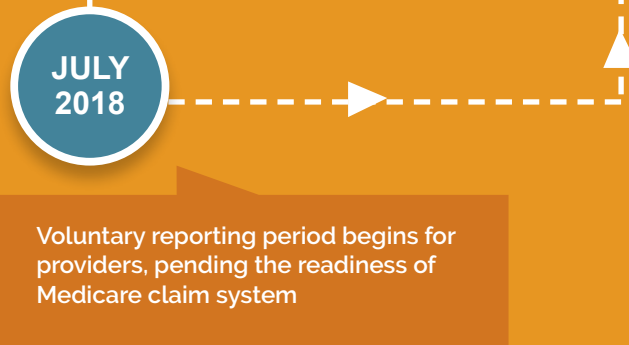 JULY
2018
Voluntary reporting period begins for
providers, pending the readiness of
Medicare claim system